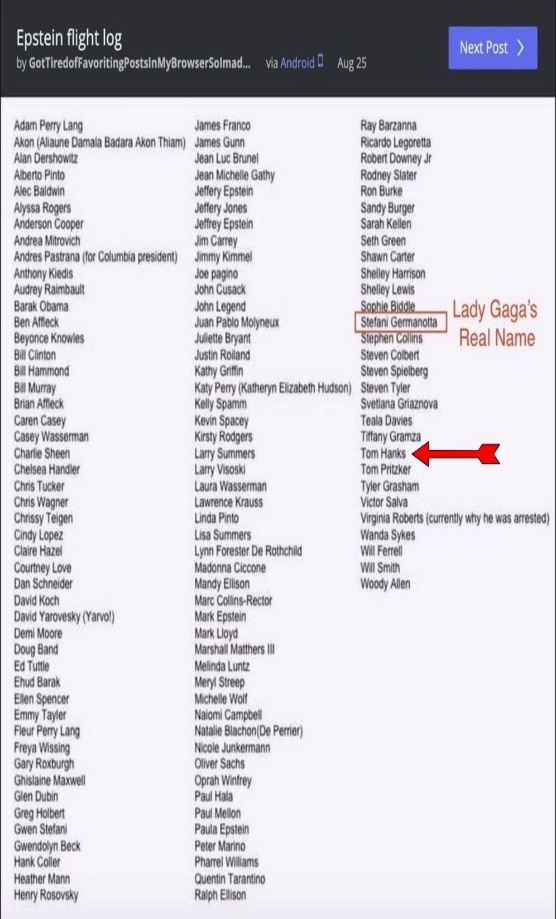 Epstein flight log
by GotTiredofFavoritingPostsInMyBrowserSoImad... via Android Aug 25
Next Post
Adam Perry Lang
Akon (Aliaune Damala Badara Akon Thiam)
Alan Dershowitz
Alberto Pinto
Alec Baldwin
Alyssa Rogers
Anderson Cooper
Andrea Mitrovich
Andres Pastrana (for Columbia president)
Anthony Kiedis
Audrey Raimbault
Barak Obama
Ben Affleck
Beyonce Knowles
Bill Clinton
Bill Hammond
Bill Murray
Brian Affleck
Caren Casey
Casey Wasserman
Charlie Sheen
Chelsea Handler
Chris Tucker
Chris Wagner
Chrissy Teigen
Cindy Lopez
Claire Hazel
Courtney Love
Dan Schneider
David Koch
David Yarovesky (Yarvo!)
Demi Moore
Doug Band
Ed Tuttle
Ehud Barak
Ellen Spencer
Emmy Tayler
Fleur Perry Lang
Freya Wissing
Gary Roxburgh
Ghislaine Maxwell
Glen Dubin
Greg Holbert
Gwen Stefani
Gwendolyn Beck
Hank Coller
Heather Mann
Henry Rosovsky
James Franco
James Gunn
Jean Luc Brunel
Jean Michelle Gathy
Jeffery Epstein
Jeffery Jones
Jeffrey Epstein
Jim Carrey
Jimmy Kimmel
Joe pagino
John Cusack
John Legend
Juan Pablo Molyneux
Juliette Bryant
Justin Roiland
Kathy Griffin
Katy Perry (Katheryn Elizabeth Hudson)
Kelly Spamm
Kevin Spacey
Kirsty Rodgers
Larry Summers
Larry Visoski
Laura Wasserman
Lawrence Krauss
Linda Pinto
Lisa Summers
Lynn Forester De Rothchild
Madonna Ciccone
Mandy Ellison
Marc Collins-Rector
Mark Epstein
Mark Lloyd
Marshall Matthers III
Melinda Luntz
Meryl Streep
Michelle Wolf
Naiomi Campbell
Natalie Blachon(De Perrier)
Nicole Junkermann
Oliver Sachs
Oprah Winfrey
Paul Hala
Paul Mellon
Paula Epstein
Peter Marino
Pharrel Williams
Quentin Tarantino
Ralph Ellison
Ray Barzanna
Ricardo Legoretta
Robert Downey Jr
Rodney Slater
Ron Burke
Sandy Burger
Sarah Kellen
Seth Green
Shawn Carter
Shelley Harrison
Shelley Lewis
Sophie Biddle
Stefani Germanotta
Stephen Collins
Steven Colbert
Steven Spielberg
Steven Tyler
Svetlana Griaznova
Teala Davies
Tiffany Gramza
Tom Hanks
Tom Pritzker
Tyler Grasham
Victor Salva
Virginia Roberts (currently why he was arrested)
Wanda Sykes
Will Ferrell
Will Smith
Woody Allen
Lady Gaga's
Real Name